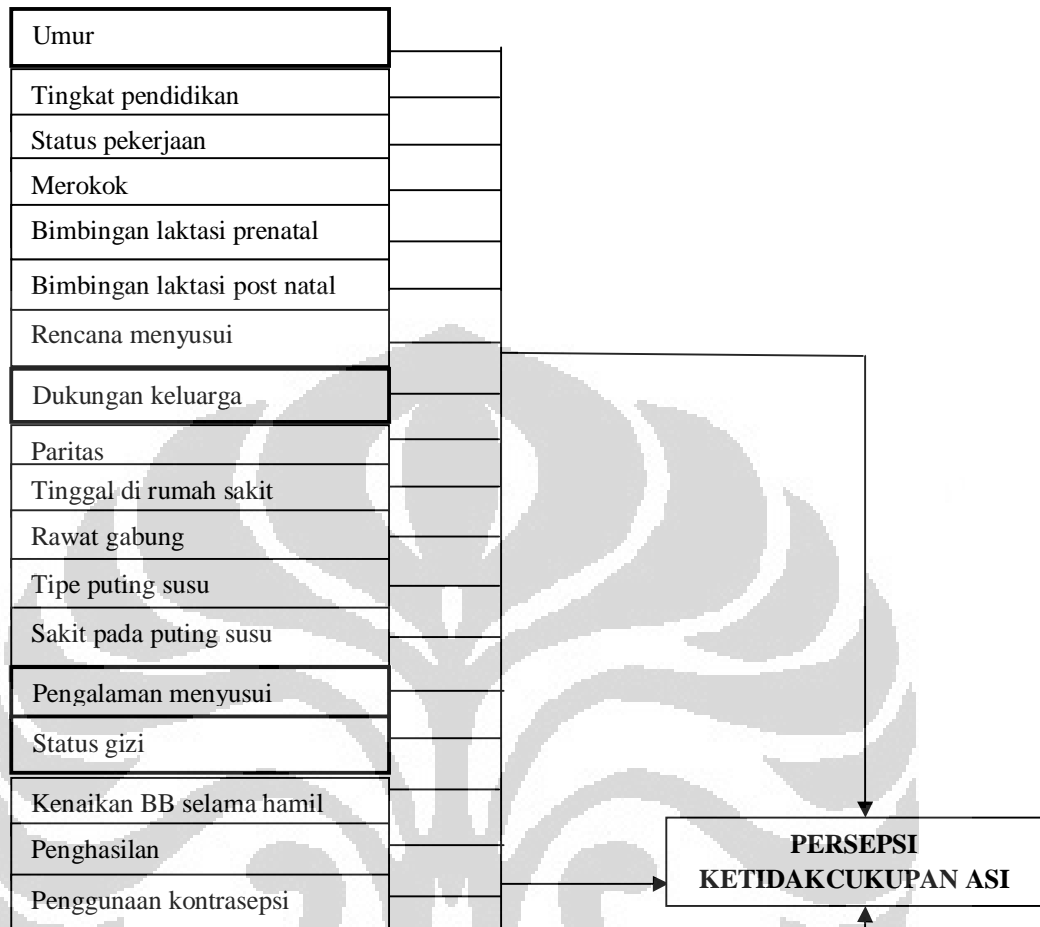 Umur
Tingkat pendidikan
Status pekerjaan
Merokok
Bimbingan laktasi prenatal
Bimbingan laktasi post natal
Rencana menyusui
Dukungan keluarga
Paritas
Tinggal di rumah sakit
Rawat gabung
Tipe puting susu
Sakit pada puting susu
Pengalaman menyusui
Status gizi
Kenaikan BB selama hamil
Penghasilan
Penggunaan kontrasepsi
PERSEPSI
KETIDAKCUKUPAN ASI